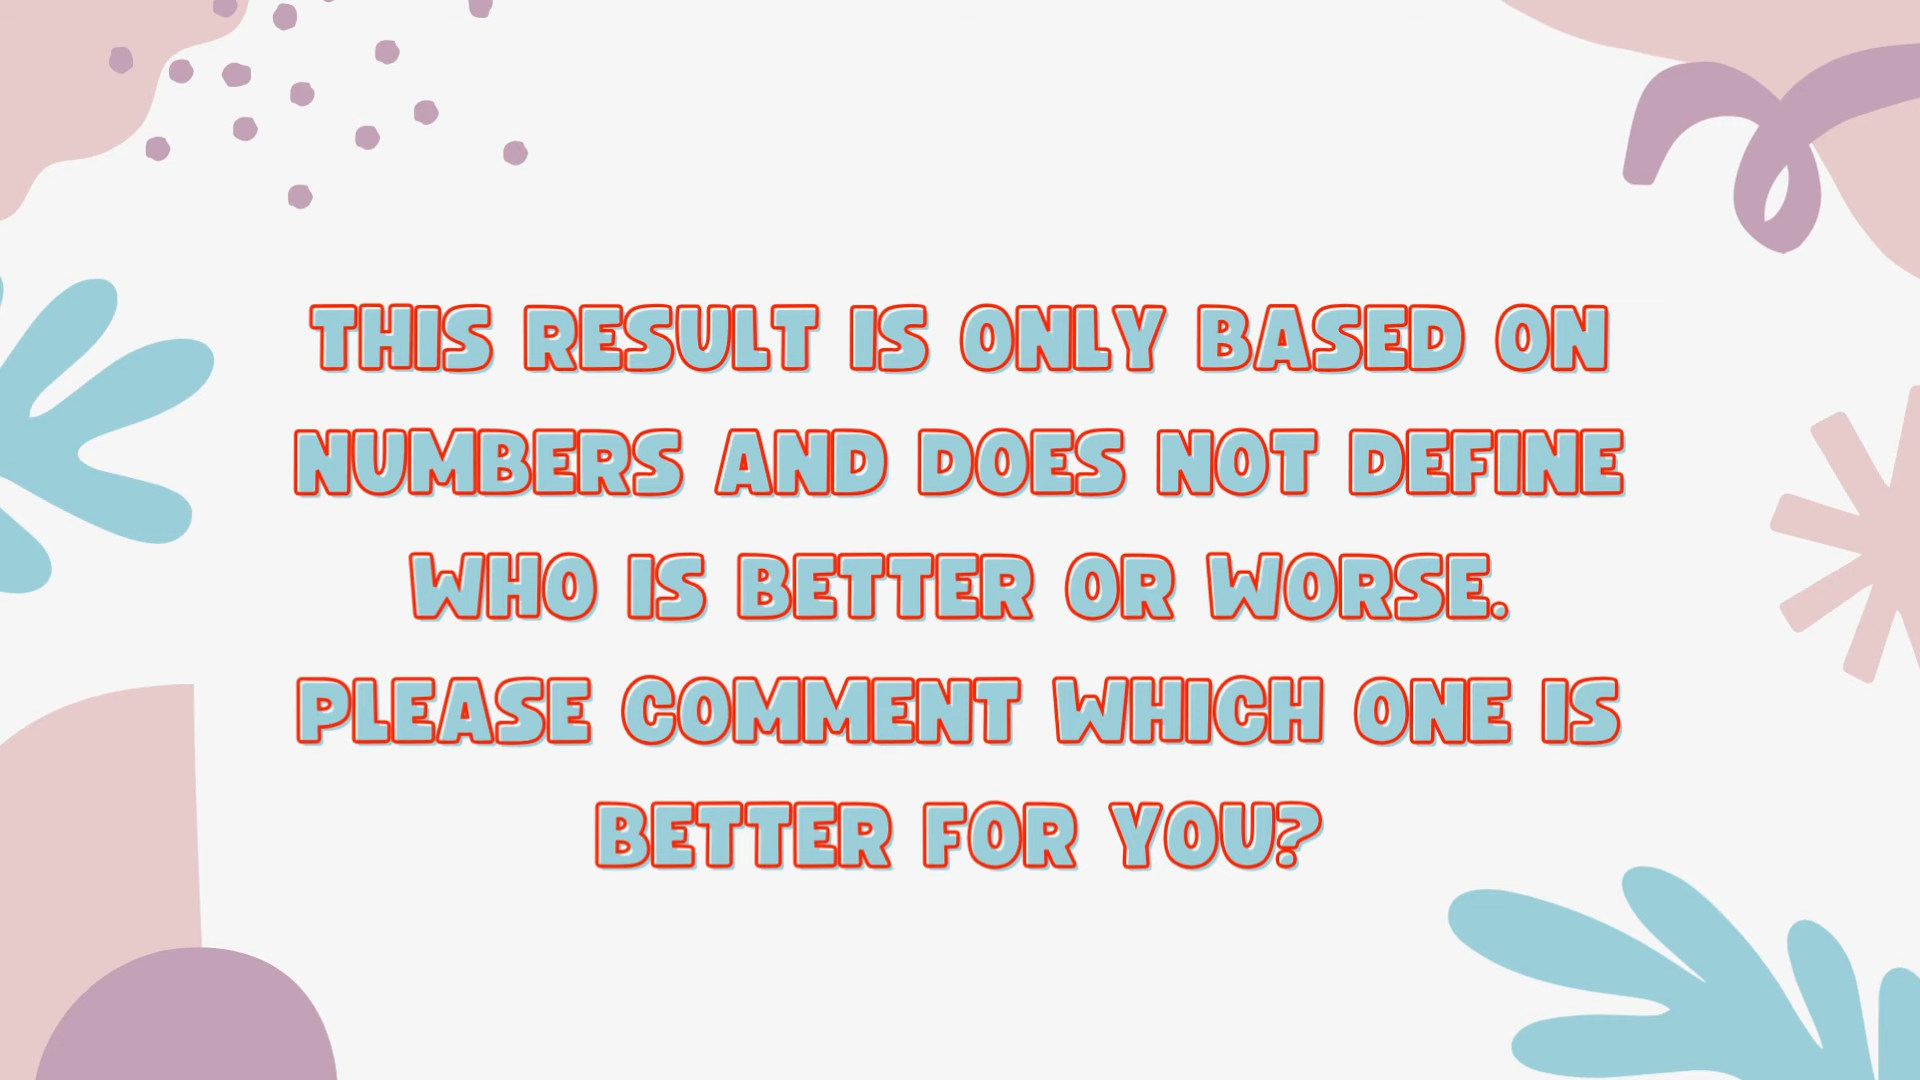 THIS RESULT IS ONLY BASED ON
NUMBERS AND DOES NOT DEFINE
WHO IS BETTER OR WORSE.
PLEASE COMMENT WHICH ONE IS
BETTER FOR YOU?